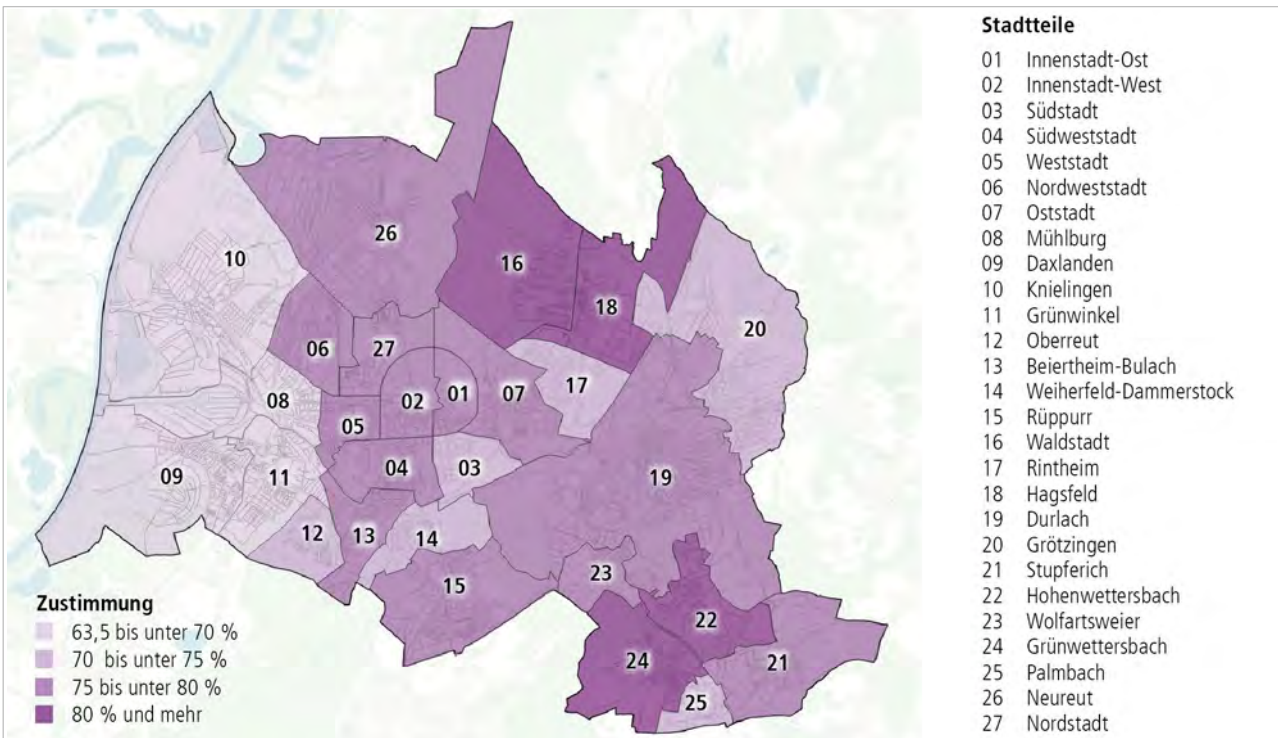 Stadtteile
01 Innenstadt-Ost
02 Innenstadt-West
03 Südstadt
04 Südweststadt
05 Weststadt
06 Nordweststadt
07 Oststadt
08 Mühlburg
09 Daxlanden
10 Knielingen
11 Grünwinkel
12 Oberreut
13 Beiertheim-Bulach
14 Weiherfeld-Dammerstock
15 Rüppurr
16 Waldstadt
17 Rintheim
18 Hagsfeld
19 Durlach
20 Grötzingen
21 Stupferich
22 Hohenwettersbach
23 Wolfartsweier
24 Grünwettersbach
25 Palmbach
26 Neureut
27 Nordstadt
26
10
16
18
20
06
27
17
08
02
01
07
05
04
03
09
11
19
12
13
14
15
23
22
24
21
25
Zustimmung
63,5 bis unter 70 %
70 bis unter 75 %
75 bis unter 80 %
80 % und mehr